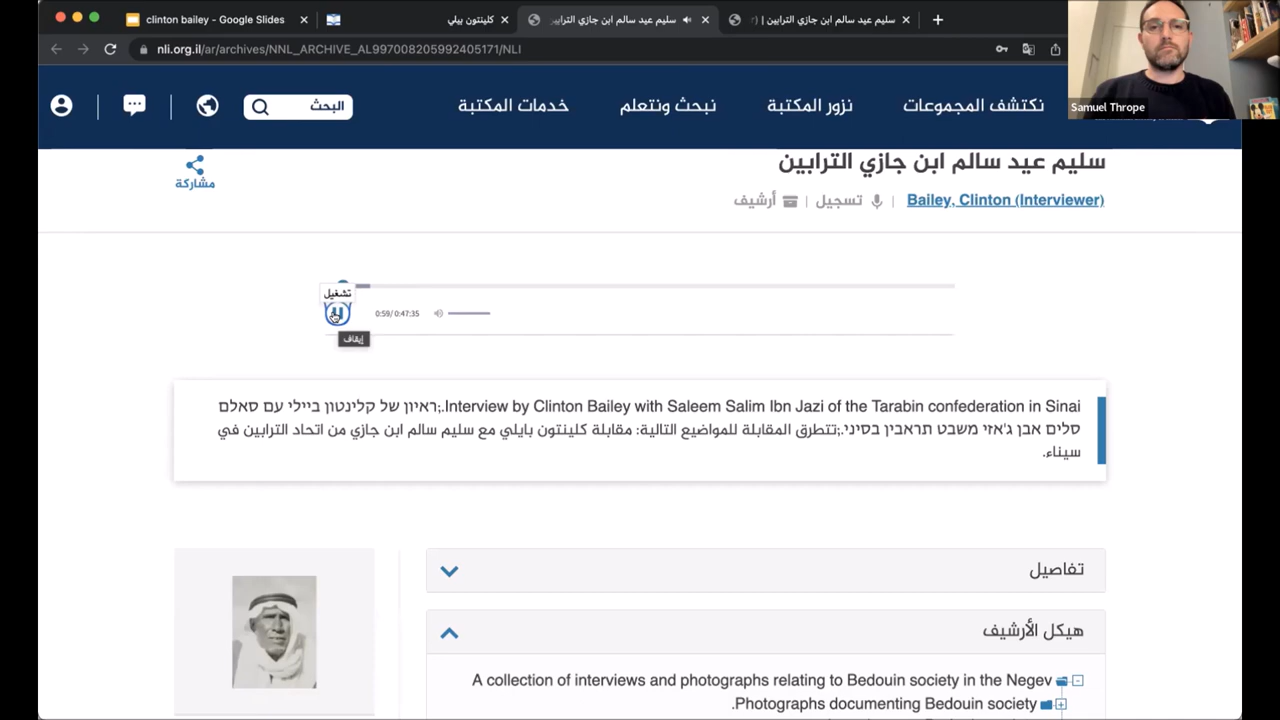 clinton bailey - Google Slides
كلينتون بيلي
سليم عيد سالم ابن جازي الترابين
سليم عيد سالم ابن جازي الترابين | r
nli.org.il/ar/archives/NNL_ARCHIVE_AL997008205992405171/NLI
Samuel Thrope
نكتشف المجموعات
نزور المكتبة
نبحث ونتعلم
خدمات المكتبة
البحث
سليم عيد سالم ابن جازي الترابين
مشاركة
Bailey, Clinton (Interviewer) | تسجيل | أرشيف
تشغيل
0:59/ 0:47:35
إيقاف
Interview by Clinton Bailey with Saleem Salim Ibn Jazi of the Tarabin confederation in Sinai.;ראיון של קלינטון ביילי עם סאלם
סלים אבן ג'אזי משבט תראבין בסיני.;تتطرق المقابلة للمواضيع التالية: مقابلة كلينتون بايلي مع سليم سالم ابن جازي من اتحاد الترابين في
سيناء.
تفاصيل
هيكل الأرشيف
A collection of interviews and photographs relating to Bedouin society in the Negev
Photographs documenting Bedouin society.